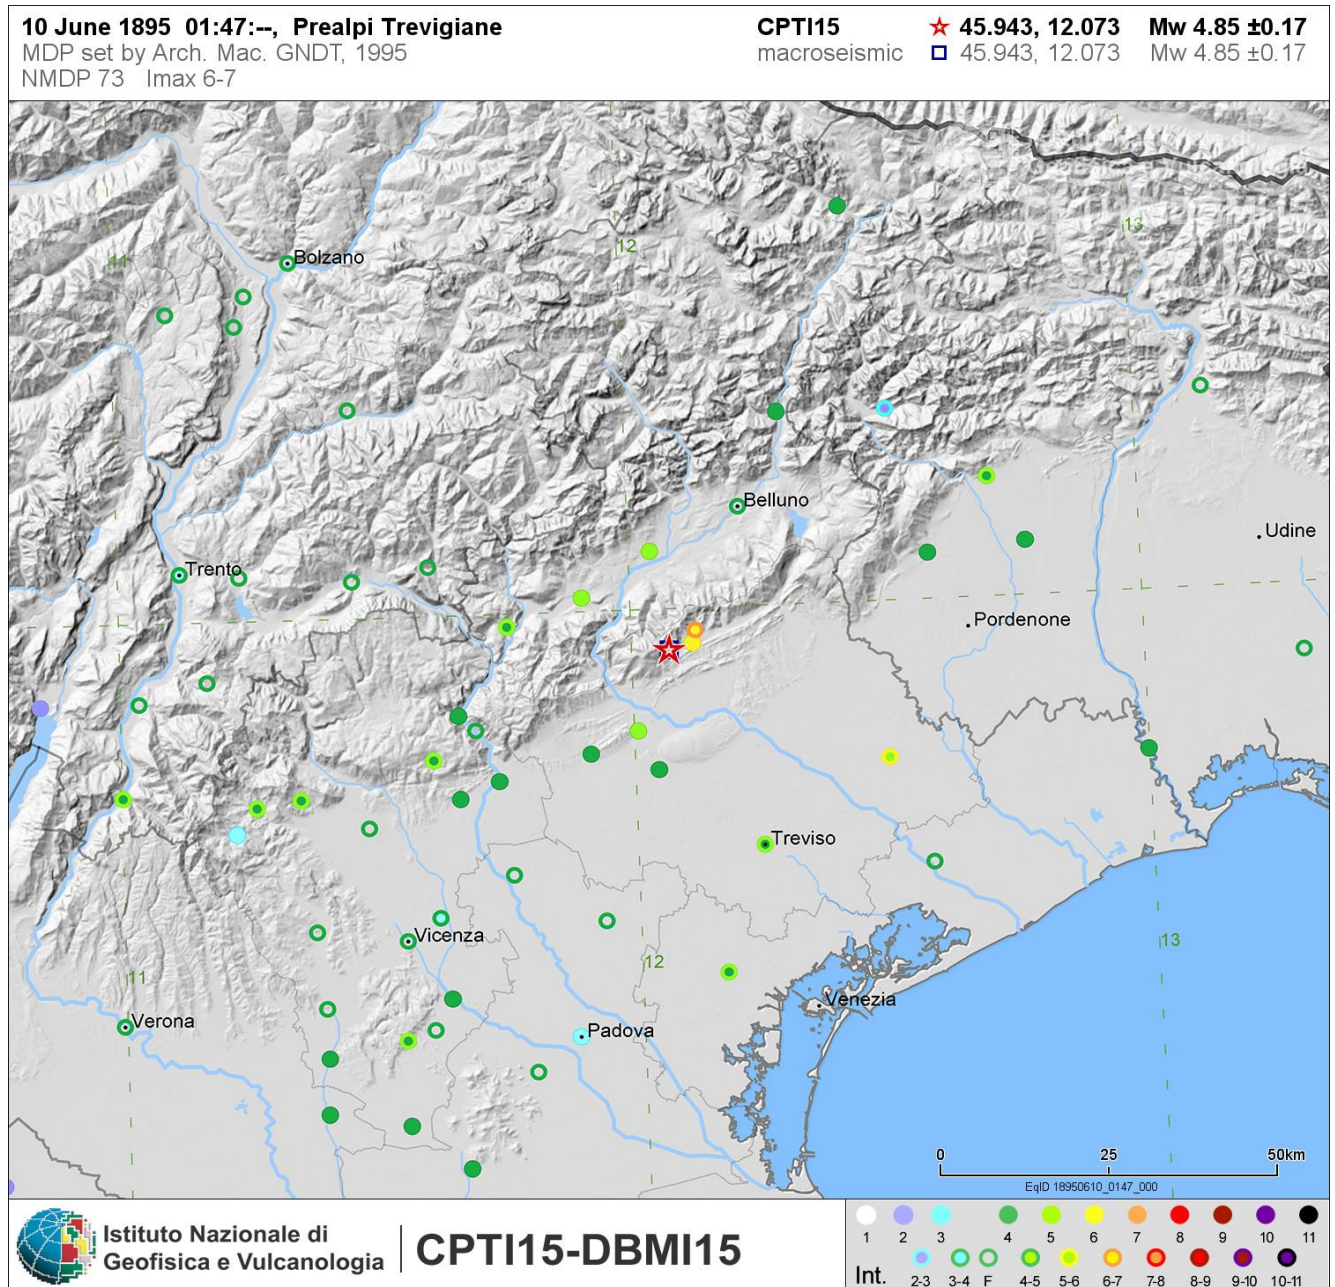 10 June 1895 01:47:--, Prealpi Trevigiane
MDP set by Arch. Mac. GNDT, 1995
NMDP 73 Imax 6-7
CPTI15 45.943, 12.073 Mw 4.85 ±0.17
macroseismic 45.943, 12.073 Mw 4.85 ±0.17
13
12
11
Bolzano
Belluno
Udine
Trento
Pordenone
Treviso
Vicenza
13
12
11
Venezia
Verona
Padova
0 25 50km
EqID 18950610_0147_000
Istituto Nazionale di
Geofisica e Vulcanologia
CPTI15-DBMI15
1 2 3 4 5 6 7 8 9 10 11
Int. 2-3 3-4 F 4-5 5-6 6-7 7-8 8-9 9-10 10-11